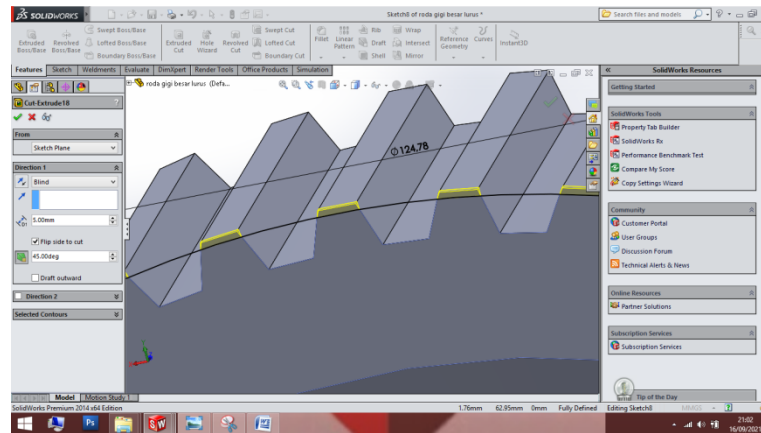 SOLIDWORKS
Sketch8 of roda gigi besar lurus *
Search files and models
Extruded Boss/Base
Revolved Boss/Base
Swept Boss/Base
Lofted Boss/Base
Boundary Boss/Base
Extruded Cut
Hole Wizard
Revolved Cut
Swept Cut
Lofted Cut
Boundary Cut
Fillet
Linear Pattern
Rib
Draft
Shell
Wrap
Intersect
Mirror
Reference Geometry
Curves
Instant3D
Features Sketch Weldments Evaluate DimXpert Render Tools Office Products Simulation
roda gigi besar lurus (Defa...
Cut-Extrude18
From
Sketch Plane
Direction 1
Blind
5.00mm
Flip side to cut
45.00deg
Draft outward
Direction 2
Selected Contours
Ø124,78
SolidWorks Resources
Getting Started
SolidWorks Tools
Property Tab Builder
SolidWorks Rx
Performance Benchmark Test
Compare My Score
Copy Settings Wizard
Community
Customer Portal
User Groups
Discussion Forum
Technical Alerts & News
Online Resources
Partner Solutions
Subscription Services
Subscription Services
Tip of the Day
Model Motion Study 1
SolidWorks Premium 2014 x64 Edition
1.76mm 62.95mm 0mm Fully Defined Editing Sketch8 MMGS
21:02
16/09/2021